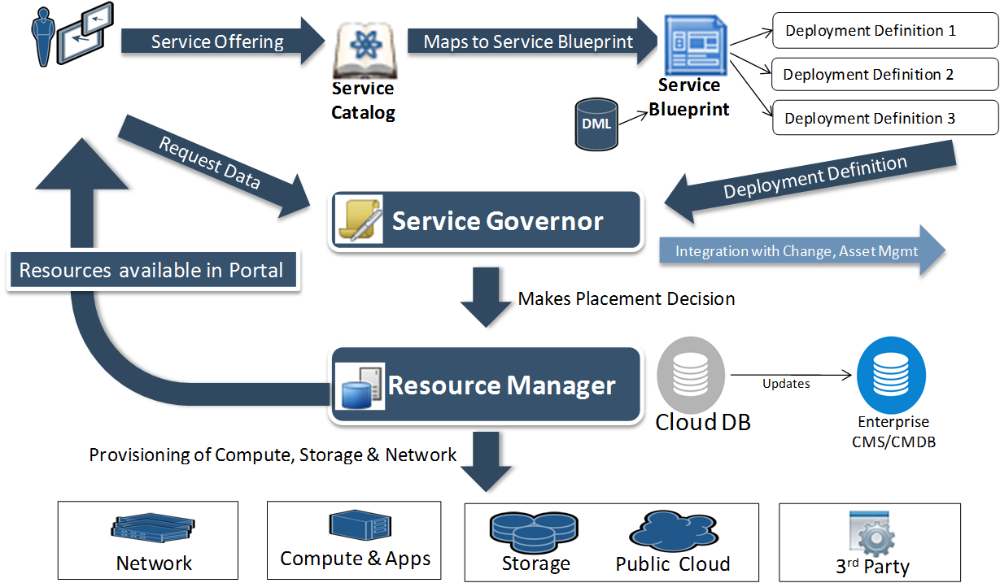 Service Offering
Maps to Service Blueprint
Service
Catalog
B
Service
Blueprint
Deployment Definition 1
Deployment Definition 2
Deployment Definition 3
DML
Request Data
Deployment Definition
Service Governor
Integration with Change, Asset Mgmt
Resources available in Portal
Makes Placement Decision
Resource Manager
Cloud DB
Updates
Enterprise
CMS/CMDB
Provisioning of Compute, Storage & Network
Network
Compute & Apps
Storage
Public Cloud
3rd Party